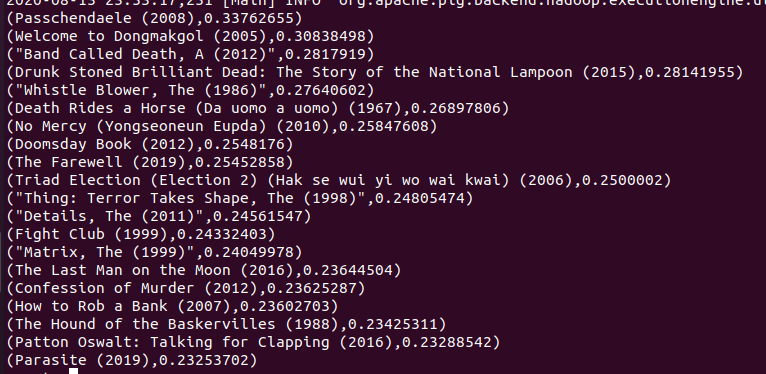 2020-08-13 23:55:17,251 [main] INFO  org.apache.pig.backend.hadoop.executionengine.
(Passchendaele (2008),0.33762655)
(Welcome to Dongmakgol (2005),0.30838498)
("Band Called Death, A (2012)",0.2817919)
(Drunk Stoned Brilliant Dead: The Story of the National Lampoon (2015),0.28141955)
("Whistle Blower, The (1986)",0.27640602)
(Death Rides a Horse (Da uomo a uomo) (1967),0.26897806)
(No Mercy (Yongseoneun Eupda) (2010),0.25847608)
(Doomsday Book (2012),0.2548176)
(The Farewell (2019),0.25452858)
(Triad Election (Election 2) (Hak se wui yi wo wai kwai) (2006),0.2500002)
("Thing: Terror Takes Shape, The (1998)",0.24805474)
("Details, The (2011)",0.24561547)
(Fight Club (1999),0.24332403)
("Matrix, The (1999)",0.24049978)
(The Last Man on the Moon (2016),0.23644504)
(Confession of Murder (2012),0.23625287)
(How to Rob a Bank (2007),0.23602703)
(The Hound of the Baskervilles (1988),0.23425311)
(Patton Oswalt: Talking for Clapping (2016),0.23288542)
(Parasite (2019),0.23253702)